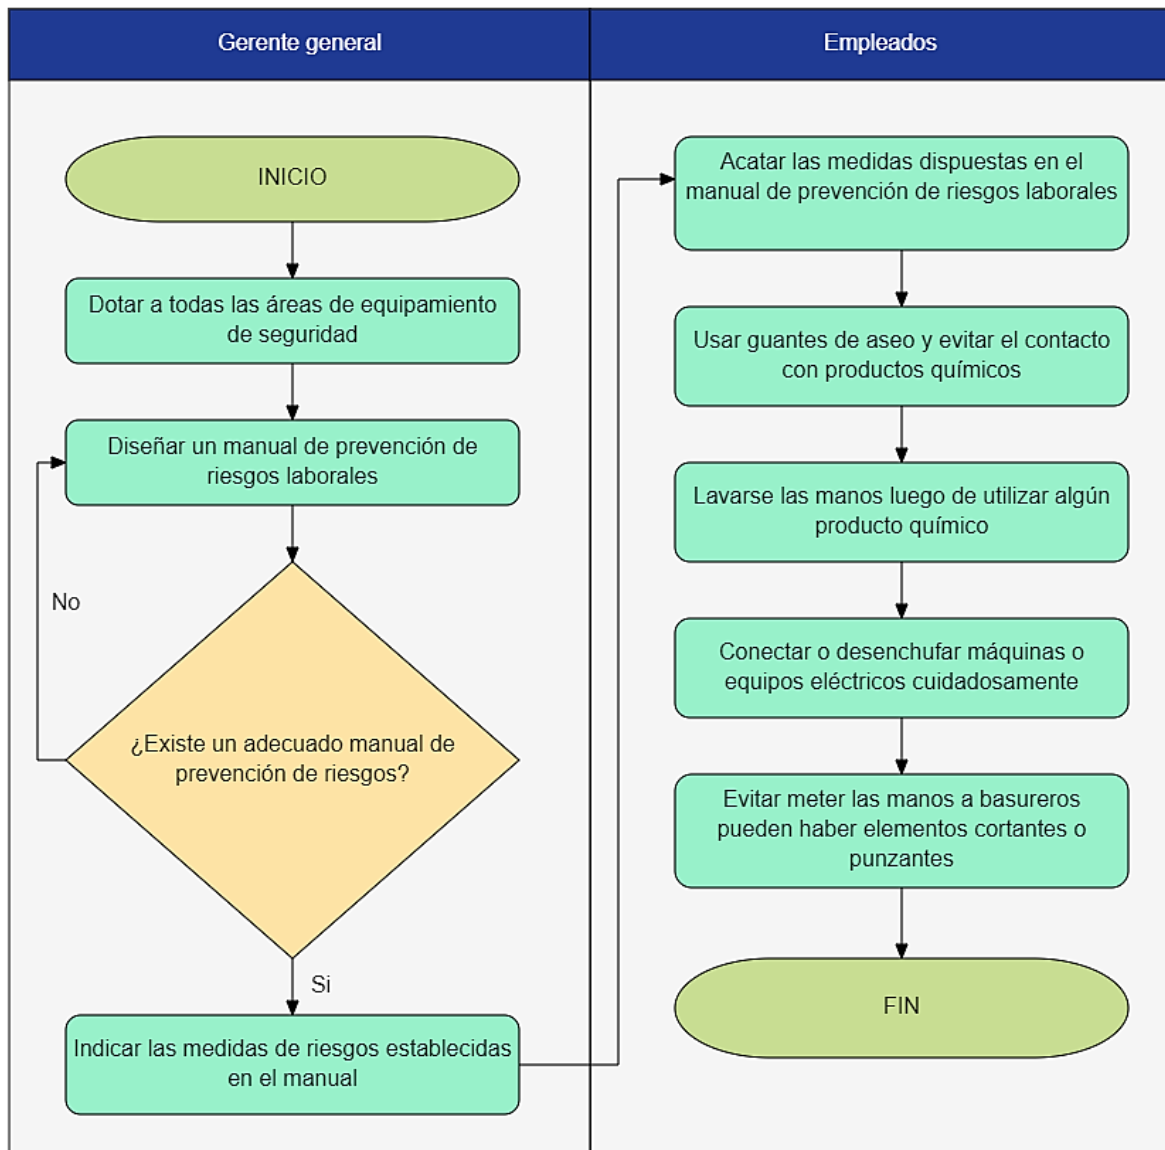 Gerente general
Empleados
INICIO
Dotar a todas las áreas de equipamiento
de seguridad
Diseñar un manual de prevención de
riesgos laborales
No
¿Existe un adecuado manual de
prevención de riesgos?
Si
Indicar las medidas de riesgos establecidas
en el manual
Acatar las medidas dispuestas en el
manual de prevención de riesgos laborales
Usar guantes de aseo y evitar el contacto
con productos químicos
Lavarse las manos luego de utilizar algún
producto químico
Conectar o desenchufar máquinas o
equipos eléctricos cuidadosamente
Evitar meter las manos a basureros
pueden haber elementos cortantes o
punzantes
FIN